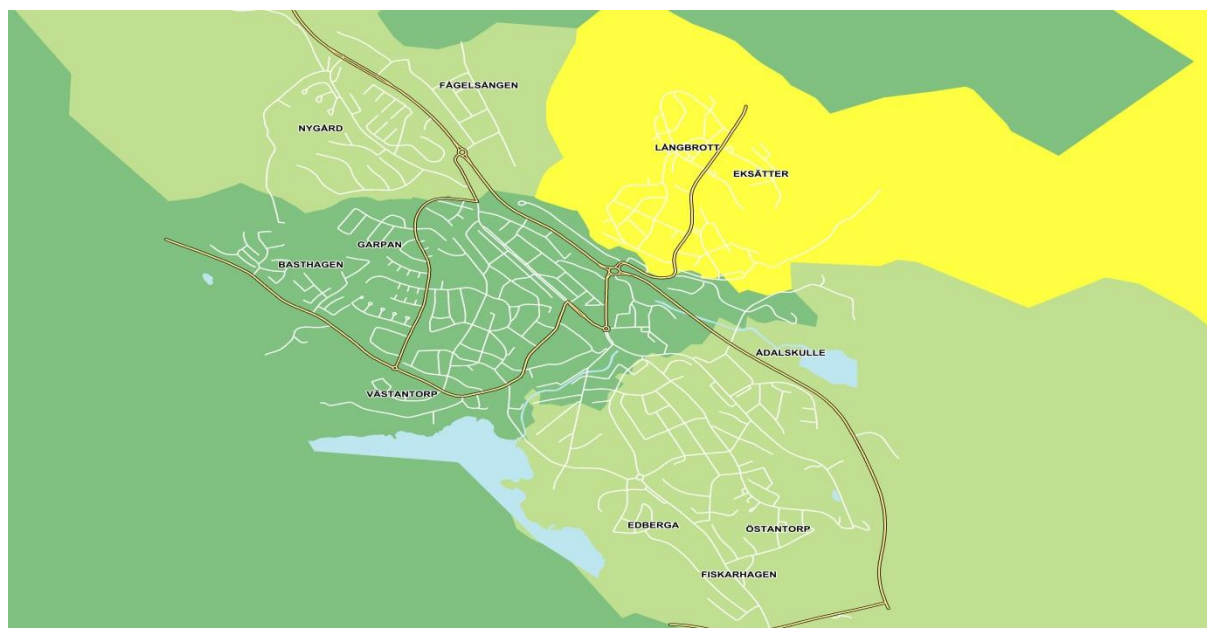 FÅGELSÅNGEN
NYGÅRD
LÅNGBROTT
EKSÄTTER
GARPAN
BASTHAGEN
ÅDALSKULLE
VÄSTANTORP
EDBERGA
ÖSTANTORP
FISKARHAGEN